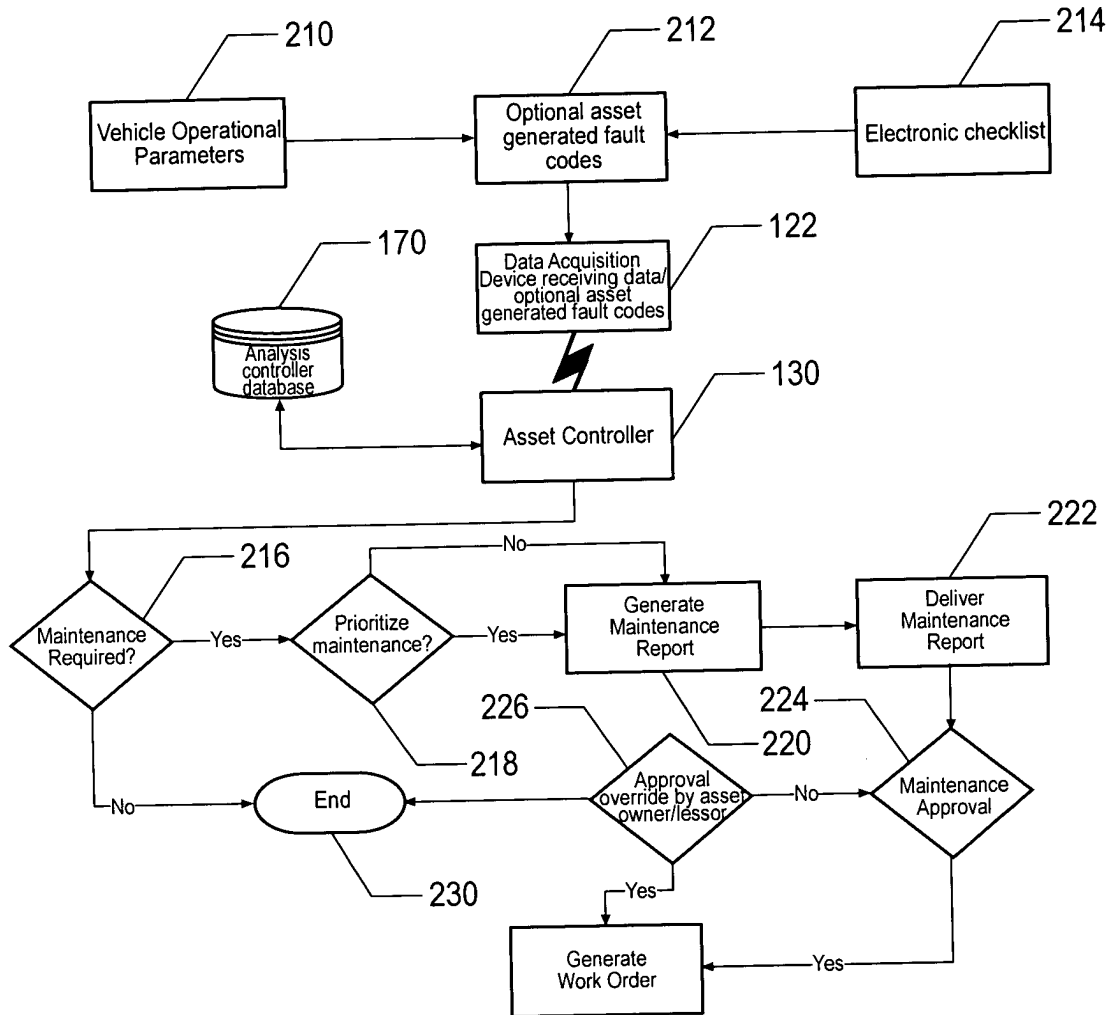 210
212
214
Vehicle Operational
Parameters
Optional asset
generated fault
codes
Electronic checklist
170
122
Data Acquisition
Device receiving data/
optional asset
generated fault codes
Analysis
controller
database
130
Asset Controller
222
216
No
Maintenance
Required?
Yes
Prioritize
maintenance?
Yes
Generate
Maintenance
Report
Deliver
Maintenance
Report
226
224
218
220
No
End
Approval
override by asset
owner/lessor
No
Maintenance
Approval
230
Yes
Generate
Work Order
Yes